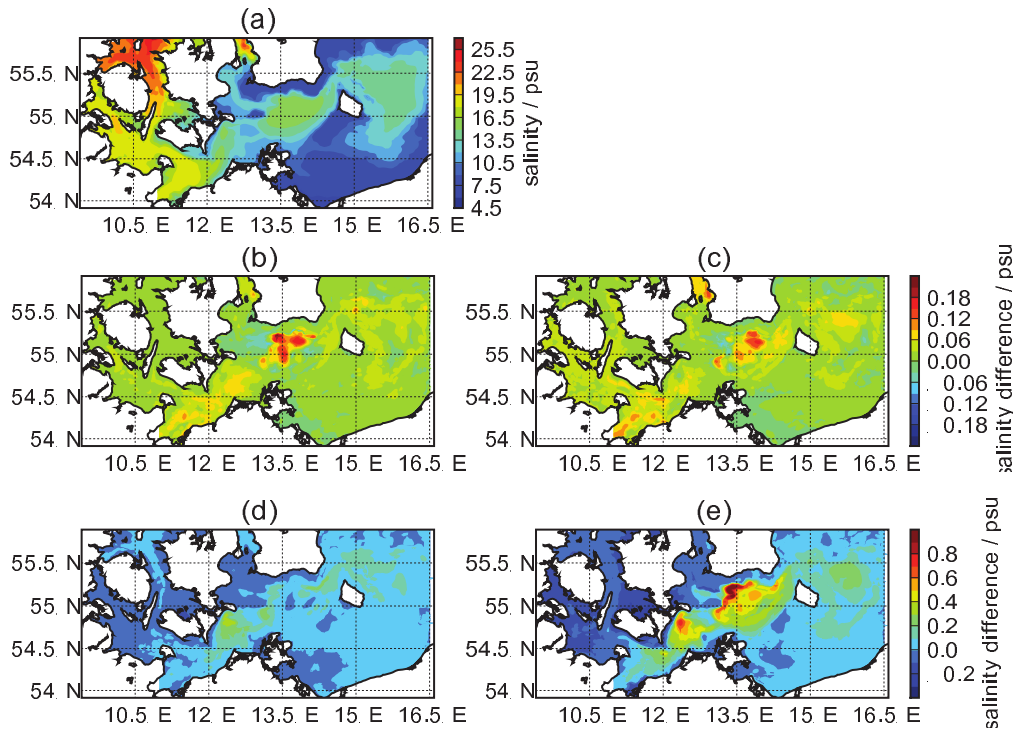 (a)
55.5 N
55 N
54.5 N
54 N
10.5 E
12 E
13.5 E
15 E
16.5 E
25.5
22.5
19.5
16.5
13.5
10.5
7.5
4.5
salinity / psu
(b)
55.5 N
55 N
54.5 N
54 N
10.5 E
12 E
13.5 E
15 E
16.5 E
(c)
55.5 N
55 N
54.5 N
54 N
10.5 E
12 E
13.5 E
15 E
16.5 E
0.18
0.12
0.06
0.00
0.06
0.12
0.18
salinity difference / psu
(d)
55.5 N
55 N
54.5 N
54 N
10.5 E
12 E
13.5 E
15 E
16.5 E
(e)
55.5 N
55 N
54.5 N
54 N
10.5 E
12 E
13.5 E
15 E
16.5 E
0.8
0.6
0.4
0.2
0.0
0.2
salinity difference / psu